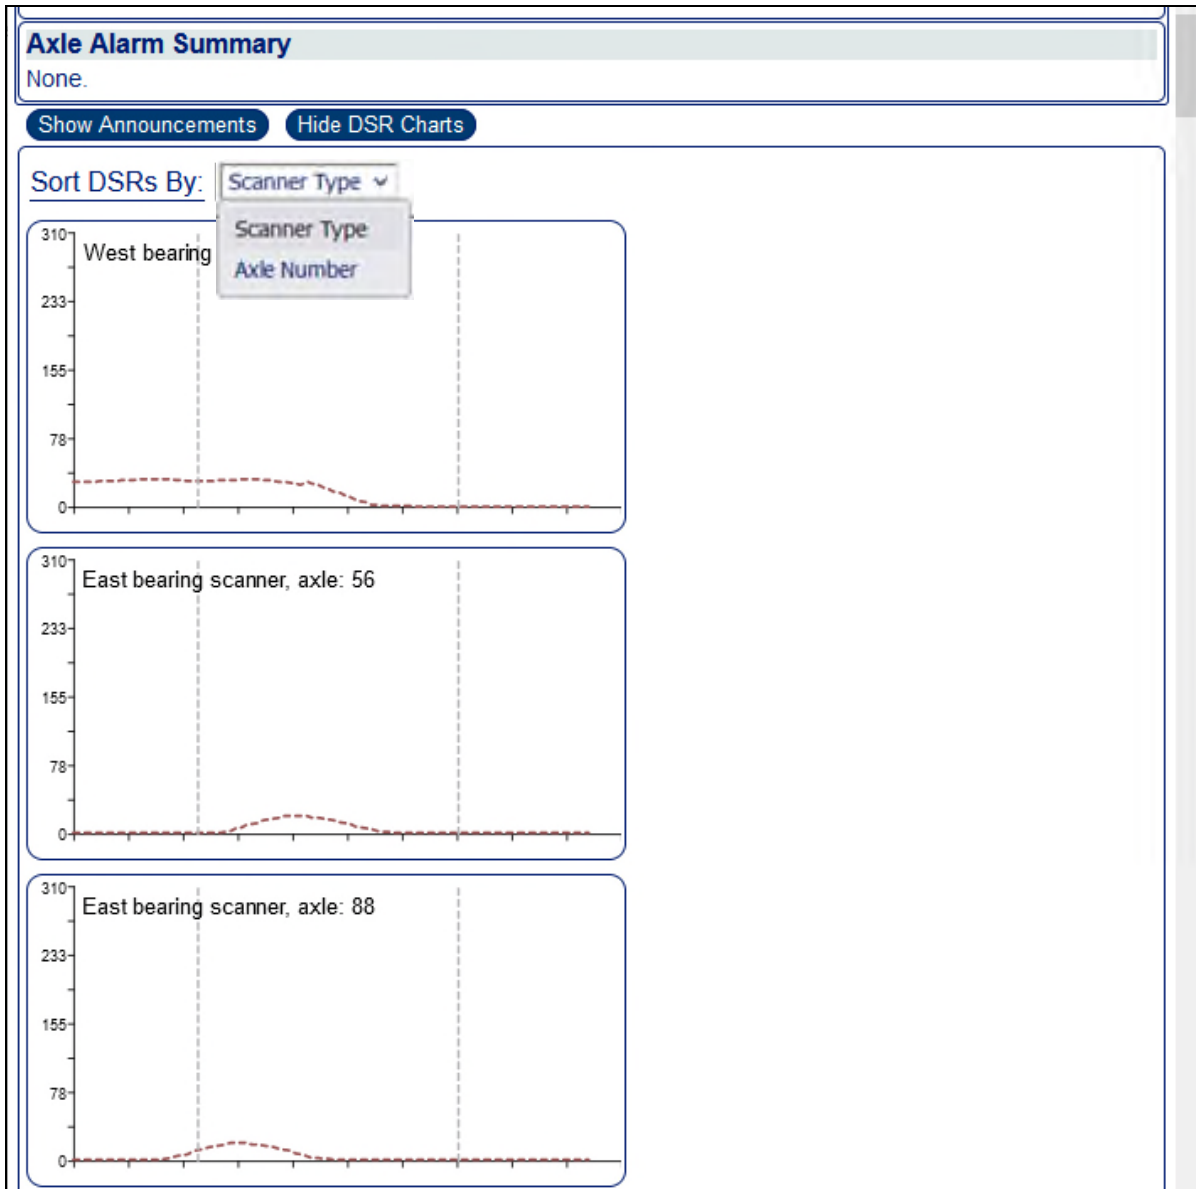 Axle Alarm Summary
None.
Show Announcements Hide DSR Charts
Sort DSRs By: Scanner Type
Scanner Type
Axle Number
310
West bearing
233
155
78
0
310
East bearing scanner, axle: 56
233
155
78
0
310
East bearing scanner, axle: 88
233
155
78
0